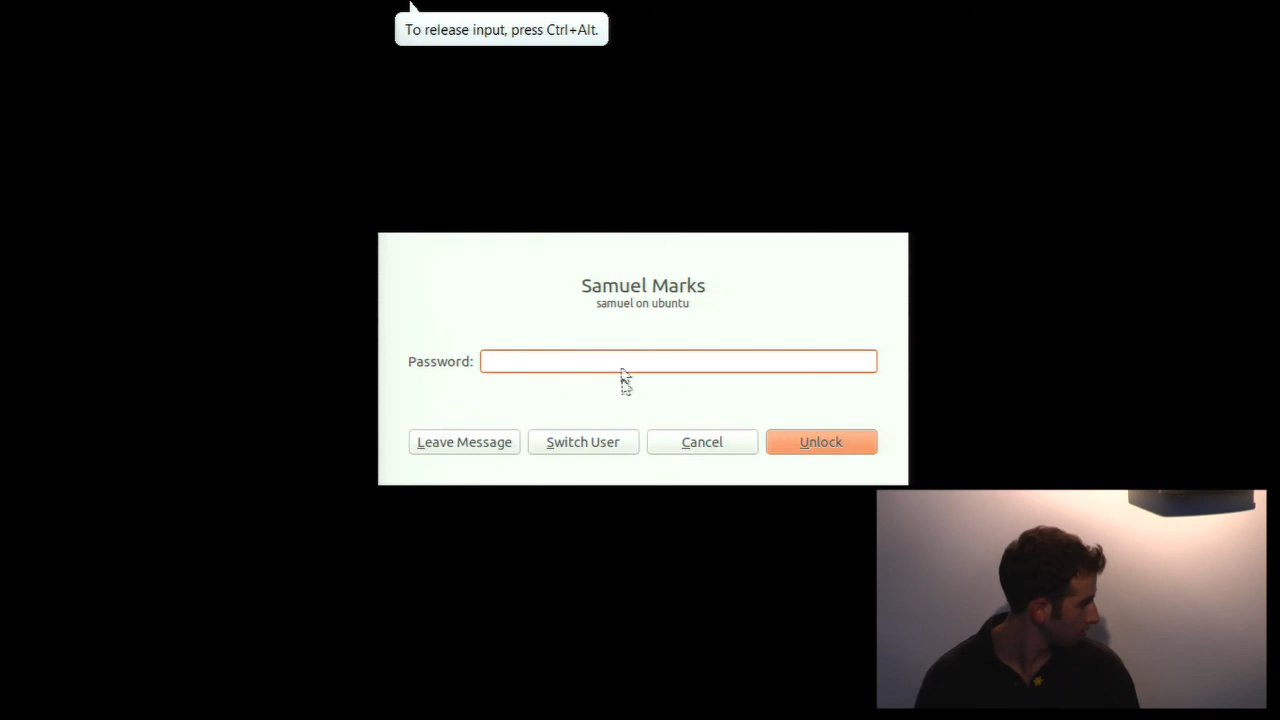 To release input, press Ctrl+Alt.
Samuel Marks
samuel on ubuntu
Password:
Leave Message
Switch User
Cancel
Unlock